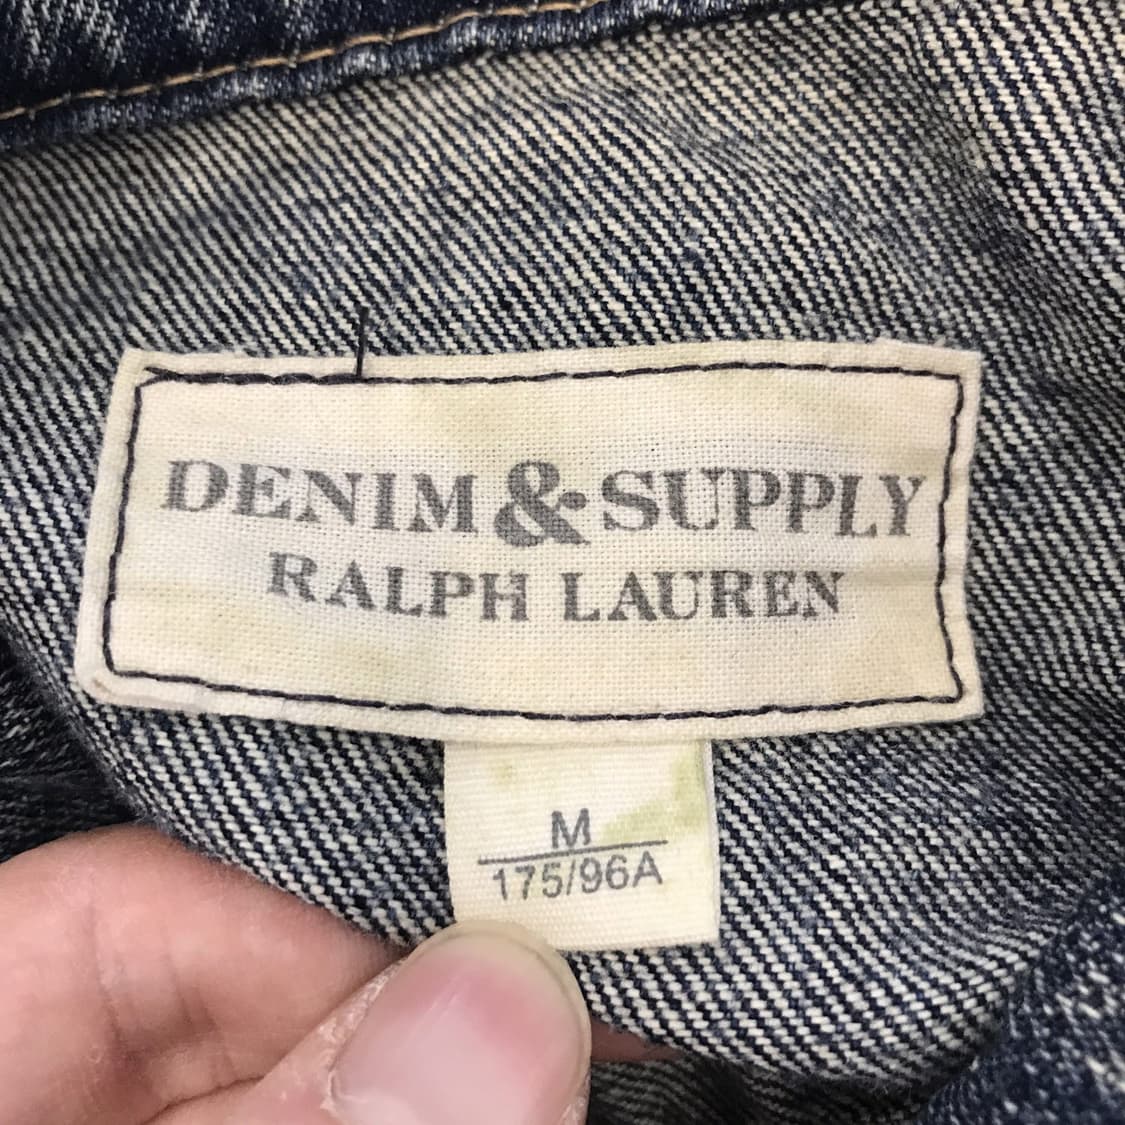 DENIM & SUPPLY
RALPH LAUREN
M
175/96A